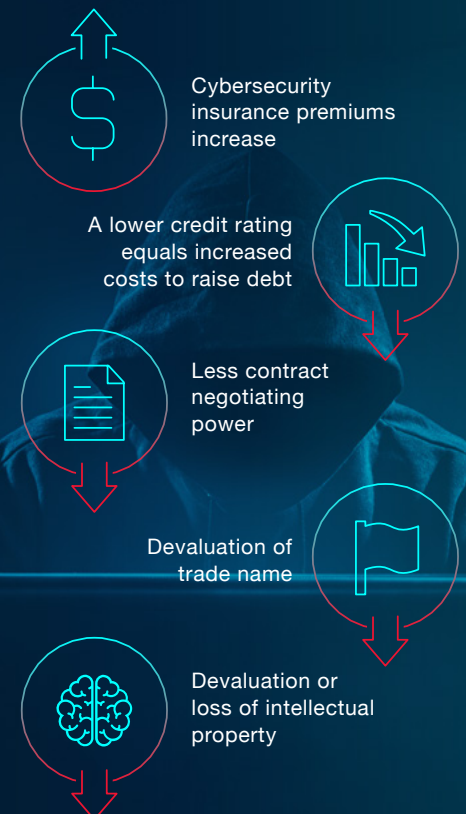 Cybersecurity
insurance premiums
increase
A lower credit rating
equals increased
costs to raise debt
Less contract
negotiating
power
Devaluation of
trade name
Devaluation or
loss of intellectual
property